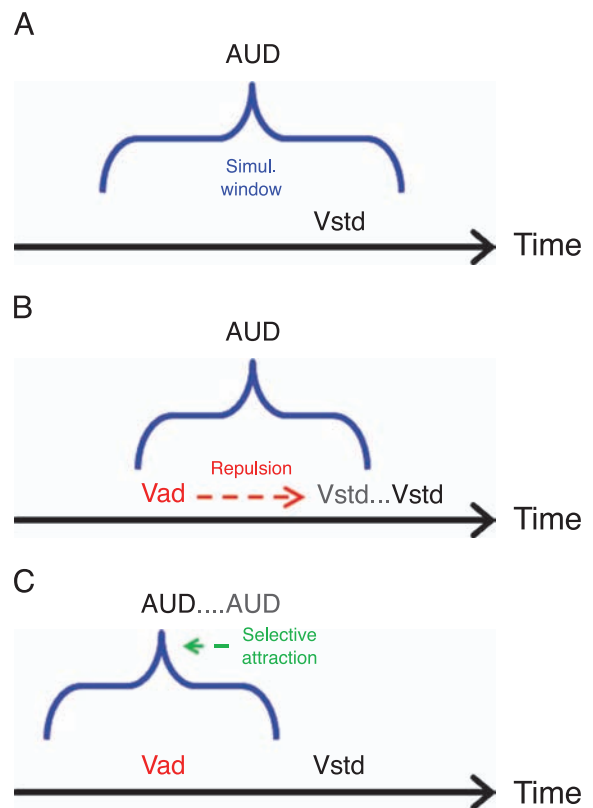 A
AUD
Simul.
window
Vstd
Time
B
AUD
Repulsion
Vad
Vstd...Vstd
Time
C
AUD....AUD
Selective
attraction
Vad
Vstd
Time